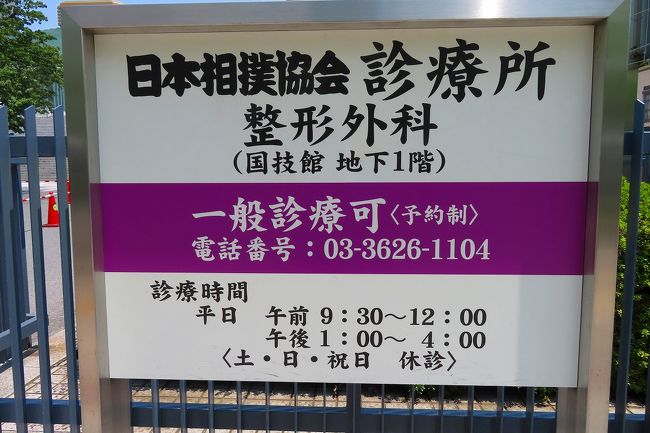 日本相撲協会 診療所
整形外科
（国技館 地下1階）
一般診療可〈予約制〉
電話番号：03-3626-1104
診療時間
平日 午前 9：30～12：00
午後 1：00～ 4：00
〈土・日・祝日 休診〉